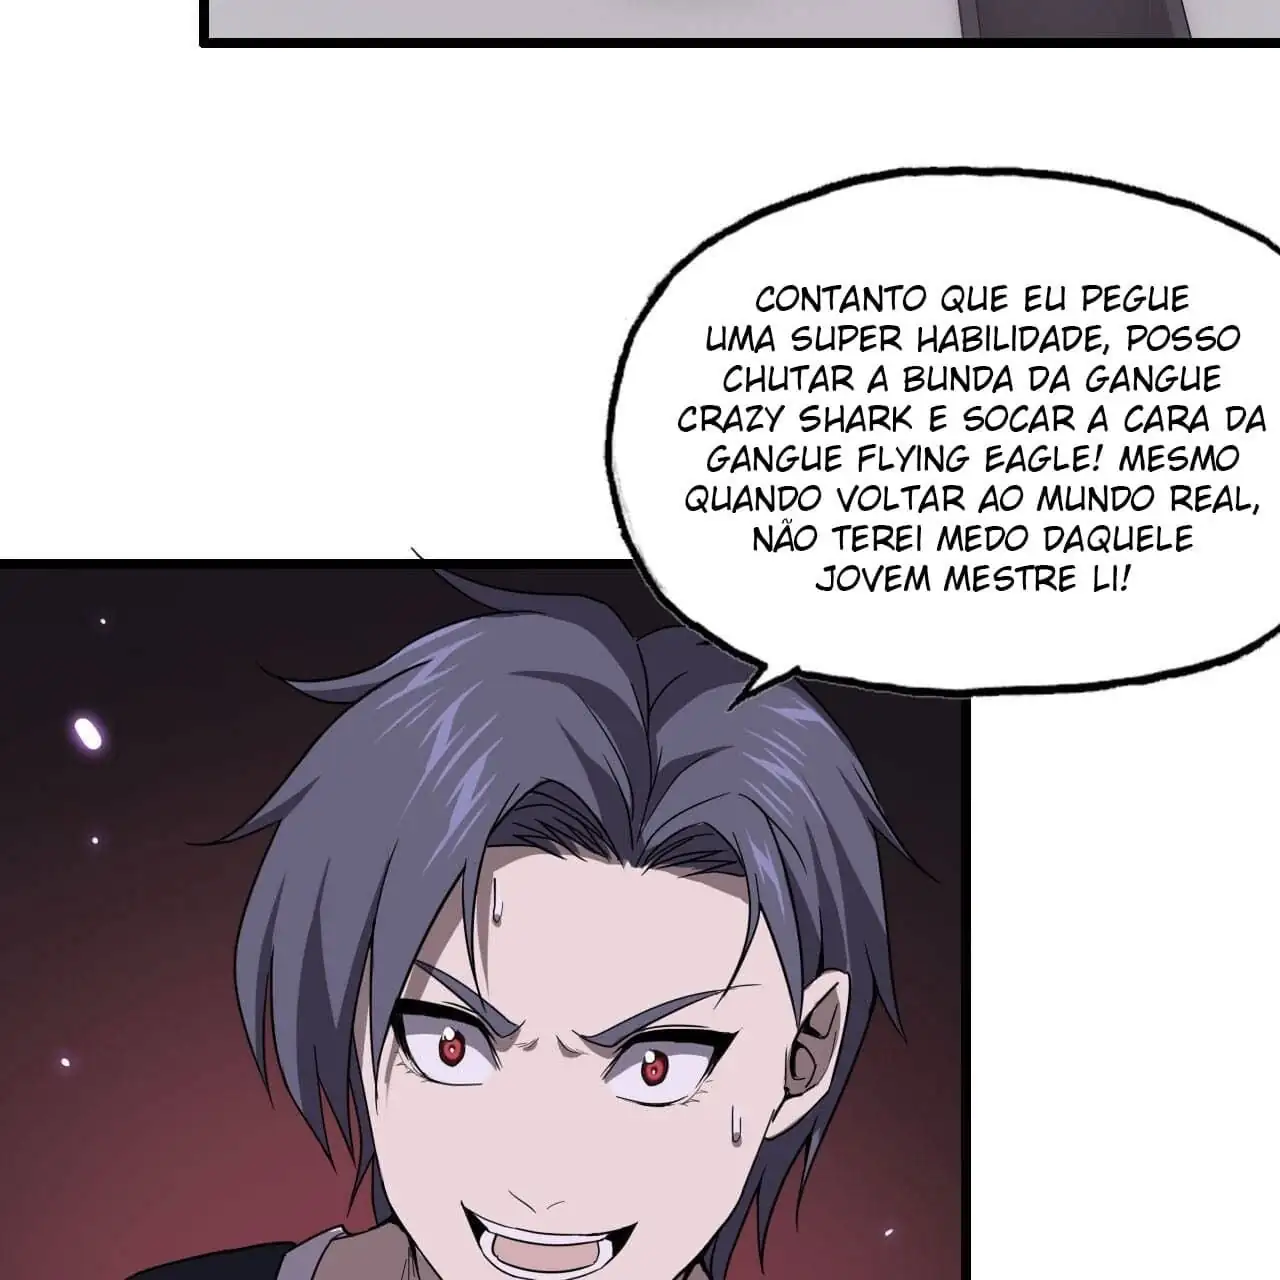 CONTANTO QUE EU PEGUE
UMA SUPER HABILIDADE, POSSO
CHUTAR A BUNDA DA GANGUE
CRAZY SHARK E SOCAR A CARA DA
GANGUE FLYING EAGLE! MESMO
QUANDO VOLTAR AO MUNDO REAL,
NÃO TEREI MEDO DAQUELE
JOVEM MESTRE LI!